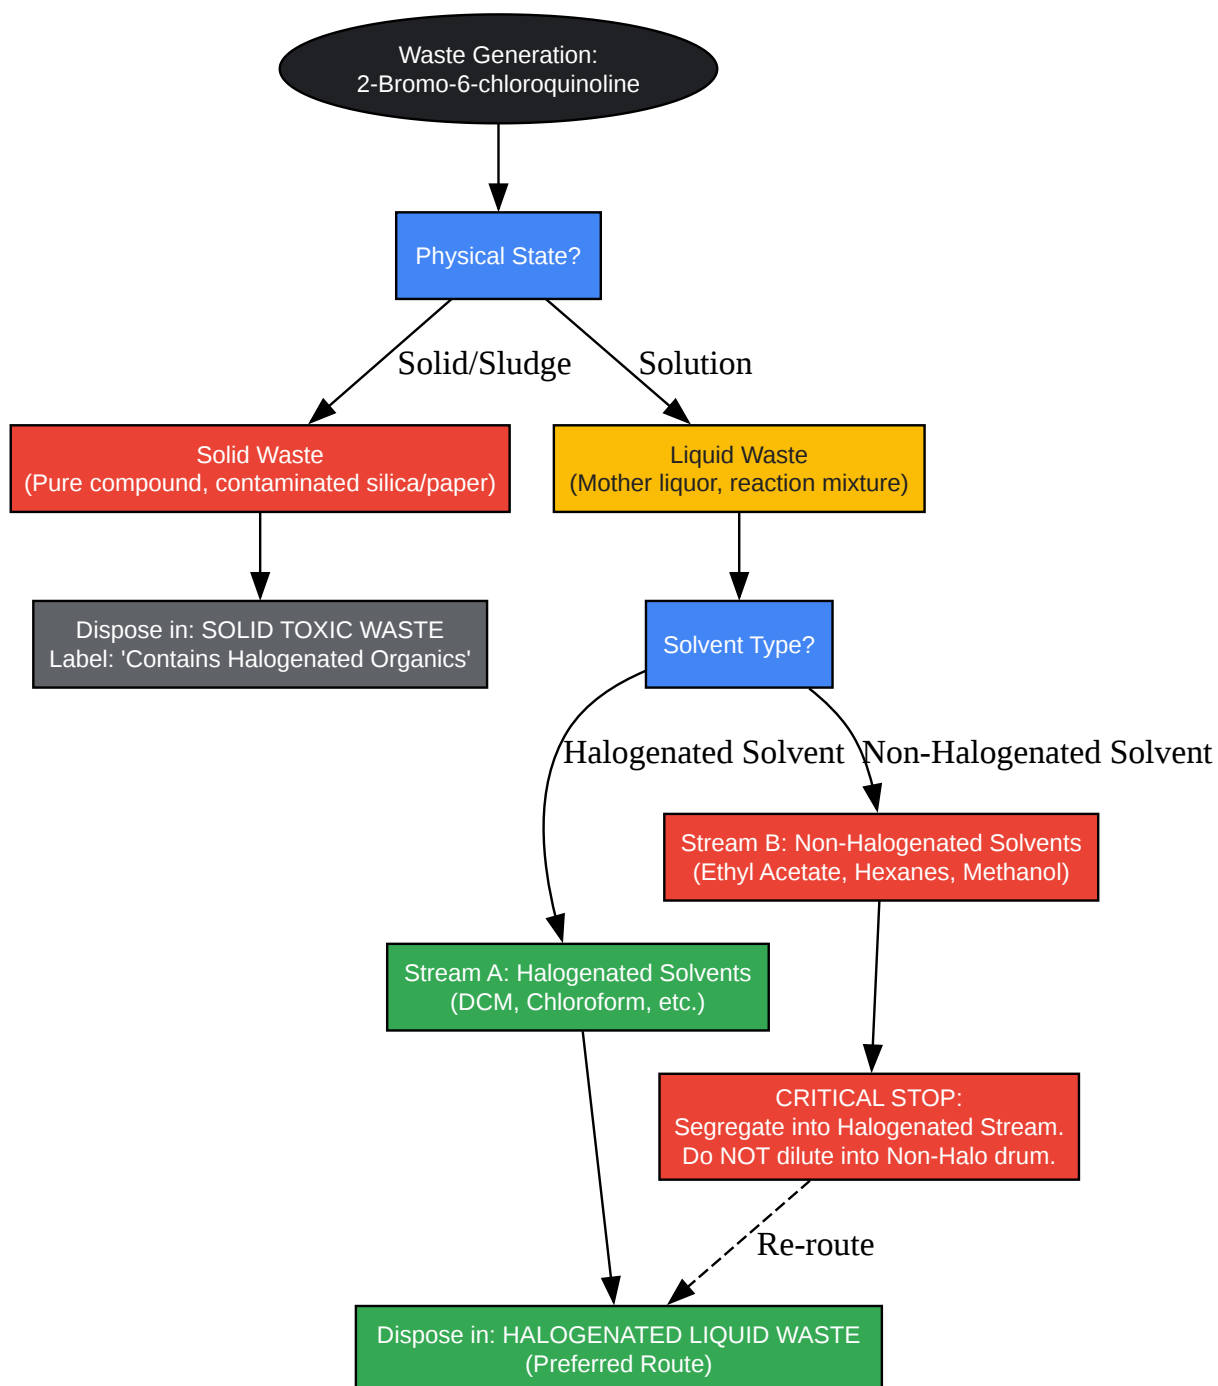 Waste Generation:
2-Bromo-6-chloroquinoline
Physical State?
Solid/Sludge
Solution
Solid Waste
(Pure compound, contaminated silica/paper)
Liquid Waste
(Mother liquor, reaction mixture)
Dispose in: SOLID TOXIC WASTE
Label: 'Contains Halogenated Organics'
Solvent Type?
Halogenated Solvent
Non-Halogenated Solvent
Stream B: Non-Halogenated Solvents
(Ethyl Acetate, Hexanes, Methanol)
Stream A: Halogenated Solvents
(DCM, Chloroform, etc.)
CRITICAL STOP:
Segregate into Halogenated Stream.
Do NOT dilute into Non-Halo drum.
Re-route
Dispose in: HALOGENATED LIQUID WASTE
(Preferred Route)